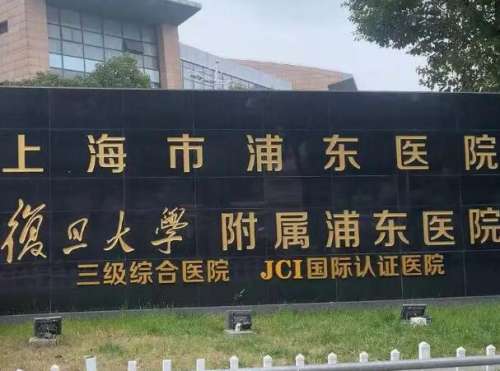 上海市浦东医院
復旦大學 附属浦东医院
三级综合医院 JCI国际认证医院